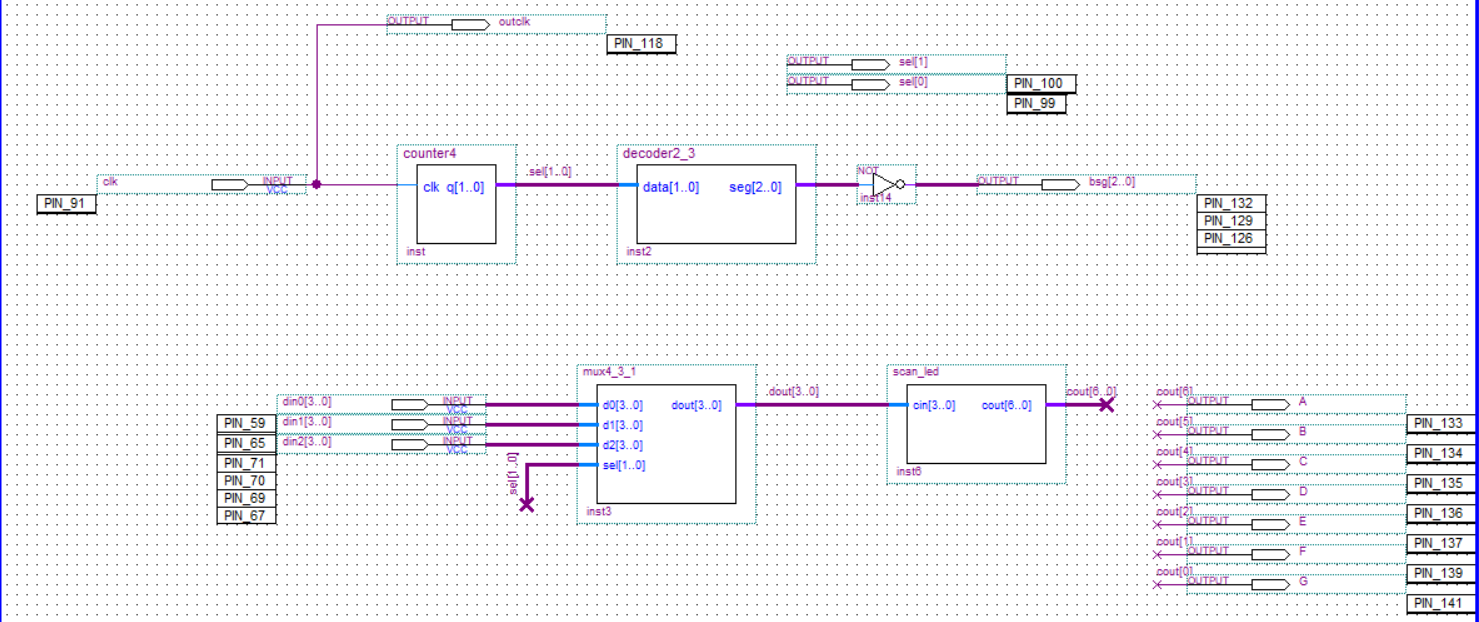 OUTPUT outclk
PIN_118
OUTPUT sel[1]
OUTPUT sel[0]
PIN_100
PIN_99
counter4
decoder2_3
clk INPUT
VCC
PIN_91
clk q[1..0]
inst
sel[1..0]
data[1..0] seg[2..0]
inst2
NOT
inst14
OUTPUT bsg[2..0]
PIN_132
PIN_129
PIN_126
mux4_3_1
scan_led
din0[3..0] INPUT
VCC
din1[3..0] INPUT
VCC
din2[3..0] INPUT
VCC
PIN_59
PIN_65
PIN_71
PIN_70
PIN_69
PIN_67
sel[1..0]
d0[3..0] dout[3..0]
d1[3..0]
d2[3..0]
sel[1..0]
inst3
dout[3..0]
cin[3..0] cout[6..0]
inst6
cout[6..0]
cout[6]
OUTPUT A
PIN_133
cout[5]
OUTPUT B
PIN_134
cout[4]
OUTPUT C
PIN_135
cout[3]
OUTPUT D
PIN_136
cout[2]
OUTPUT E
PIN_137
cout[1]
OUTPUT F
PIN_139
cout[0]
OUTPUT G
PIN_141